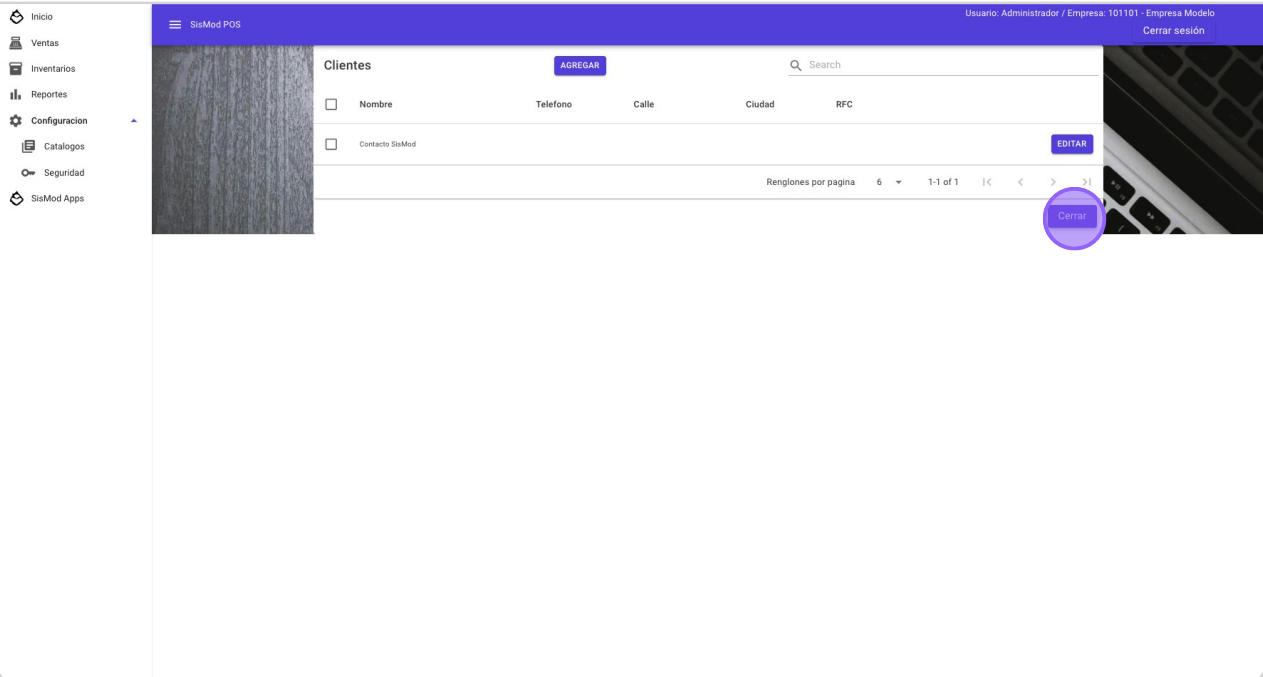 Inicio
Ventas
Inventarios
Reportes
Configuracion
Catalogos
Seguridad
SisMod Apps
SisMod POS
Usuario: Administrador / Empresa: 101101 - Empresa Modelo
Cerrar sesión
Clientes
AGREGAR
Search
Nombre Telefono Calle Ciudad RFC
Contacto SisMod EDITAR
Renglones por pagina 6 1-1 of 1
Cerrar